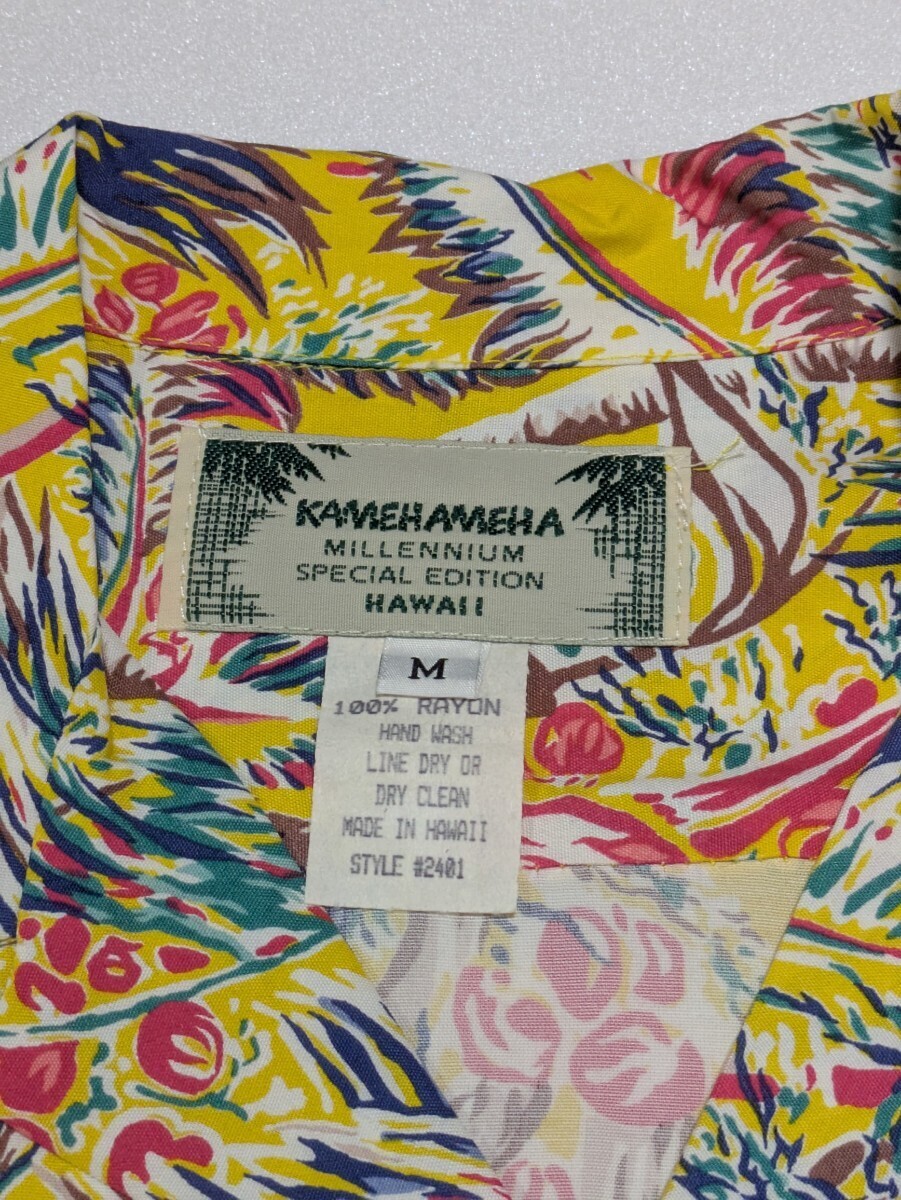 KAMEHAMEHA
MILLENNIUM
SPECIAL EDITION
HAWAII
M
100% RAYON
HAND WASH
LINE DRY OR
DRY CLEAN
MADE IN HAWAII
STYLE #2401